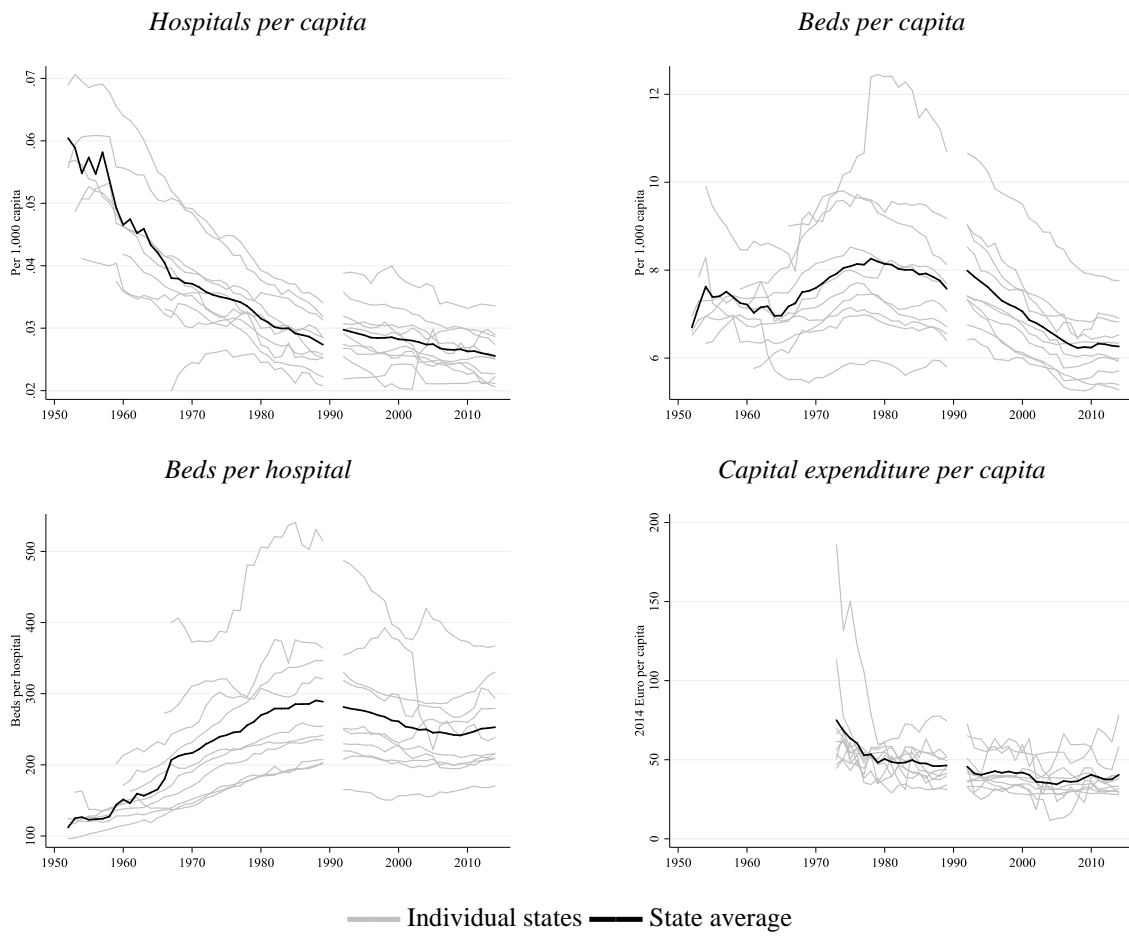 Hospitals per capita
Beds per capita
Per 1,000 capita
.02 .03 .04 .05 .06 .07
1950 1960 1970 1980 1990 2000 2010
Per 1,000 capita
6 8 10 12
1950 1960 1970 1980 1990 2000 2010
Beds per hospital
Capital expenditure per capita
Beds per hospital
100 200 300 400 500
1950 1960 1970 1980 1990 2000 2010
2014 Euro per capita
0 50 100 150 200
1950 1960 1970 1980 1990 2000 2010
Individual states State average